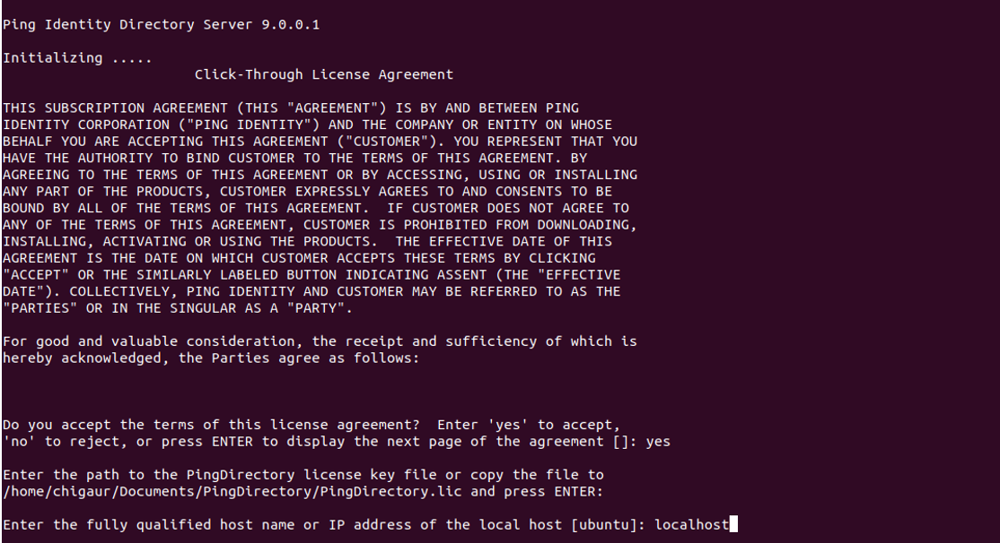 Ping Identity Directory Server 9.0.0.1
Initializing .....
Click-Through License Agreement
THIS SUBSCRIPTION AGREEMENT (THIS "AGREEMENT") IS BY AND BETWEEN PING
IDENTITY CORPORATION ("PING IDENTITY") AND THE COMPANY OR ENTITY ON WHOSE
BEHALF YOU ARE ACCEPTING THIS AGREEMENT ("CUSTOMER"). YOU REPRESENT THAT YOU
HAVE THE AUTHORITY TO BIND CUSTOMER TO THE TERMS OF THIS AGREEMENT. BY
AGREEING TO THE TERMS OF THIS AGREEMENT OR BY ACCESSING, USING OR INSTALLING
ANY PART OF THE PRODUCTS, CUSTOMER EXPRESSLY AGREES TO AND CONSENTS TO BE
BOUND BY ALL OF THE TERMS OF THIS AGREEMENT.  IF CUSTOMER DOES NOT AGREE TO
ANY OF THE TERMS OF THIS AGREEMENT, CUSTOMER IS PROHIBITED FROM DOWNLOADING,
INSTALLING, ACTIVATING OR USING THE PRODUCTS.  THE EFFECTIVE DATE OF THIS
AGREEMENT IS THE DATE ON WHICH CUSTOMER ACCEPTS THESE TERMS BY CLICKING
"ACCEPT" OR THE SIMILARLY LABELED BUTTON INDICATING ASSENT (THE "EFFECTIVE
DATE"). COLLECTIVELY, PING IDENTITY AND CUSTOMER MAY BE REFERRED TO AS THE
"PARTIES" OR IN THE SINGULAR AS A "PARTY".
For good and valuable consideration, the receipt and sufficiency of which is
hereby acknowledged, the Parties agree as follows:
Do you accept the terms of this license agreement?  Enter 'yes' to accept,
'no' to reject, or press ENTER to display the next page of the agreement []: yes
Enter the path to the PingDirectory license key file or copy the file to
/home/chigaur/Documents/PingDirectory/PingDirectory.lic and press ENTER:
Enter the fully qualified host name or IP address of the local host [ubuntu]: localhost